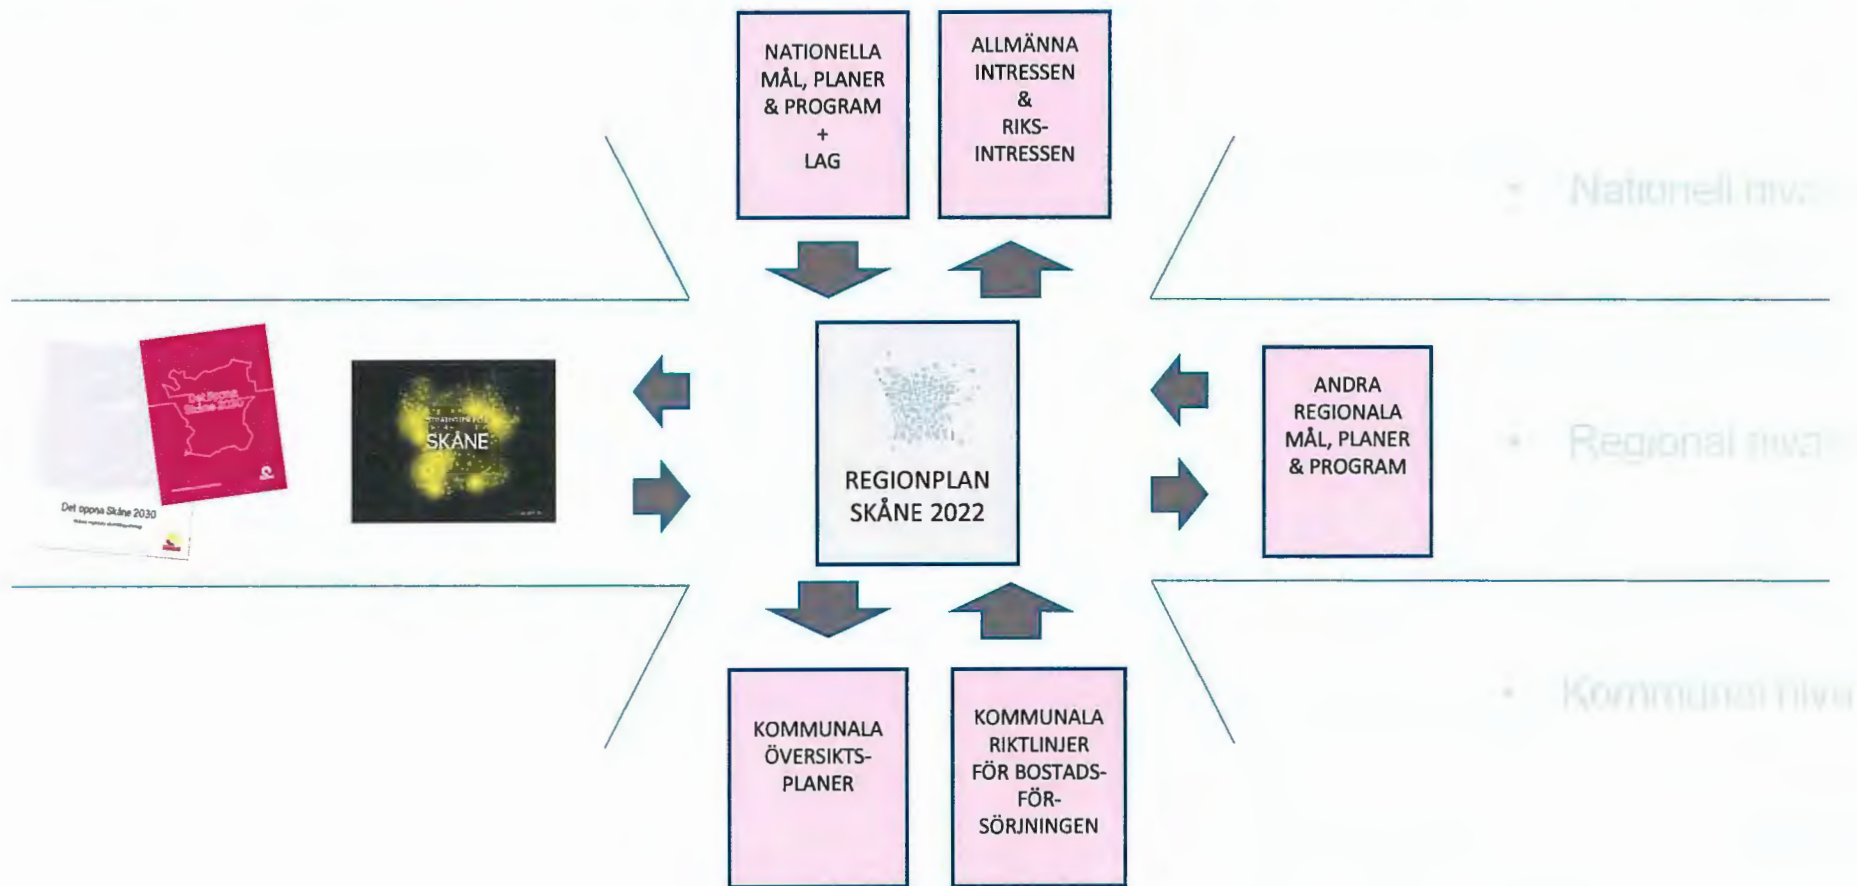 NATIONELLA
MÅL, PLANER
& PROGRAM
+
LAG
ALLMÄNNA
INTRESSEN
&
RIKS-
INTRESSEN
Nationell nivå
Det öppna
Skåne 2030
Det öppna Skåne 2030
SKÅNE
REGIONPLAN
SKÅNE 2022
ANDRA
REGIONALA
MÅL, PLANER
& PROGRAM
Regional nivå
KOMMUNALA
ÖVERSIKTS-
PLANER
KOMMUNALA
RIKTLINJER
FÖR BOSTADS-
FÖR-
SÖRJNINGEN
Kommunal nivå